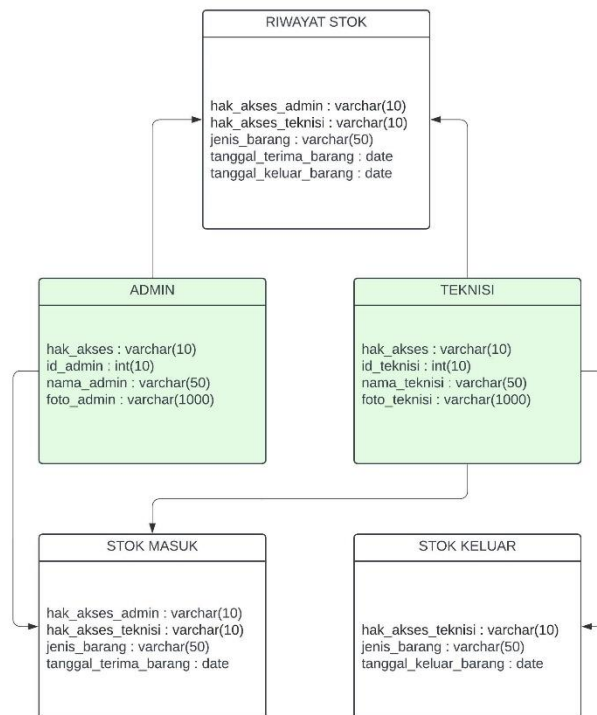 RIWAYAT STOK
hak_akses_admin : varchar(10)
hak_akses_teknisi : varchar(10)
jenis_barang : varchar(50)
tanggal_terima_barang : date
tanggal_keluar_barang : date
ADMIN
hak_akses : varchar(10)
id_admin : int(10)
nama_admin : varchar(50)
foto_admin : varchar(1000)
TEKNISI
hak_akses : varchar(10)
id_teknisi : int(10)
nama_teknisi : varchar(50)
foto_teknisi : varchar(1000)
STOK MASUK
hak_akses_admin : varchar(10)
hak_akses_teknisi : varchar(10)
jenis_barang : varchar(50)
tanggal_terima_barang : date
STOK KELUAR
hak_akses_teknisi : varchar(10)
jenis_barang : varchar(50)
tanggal_keluar_barang : date